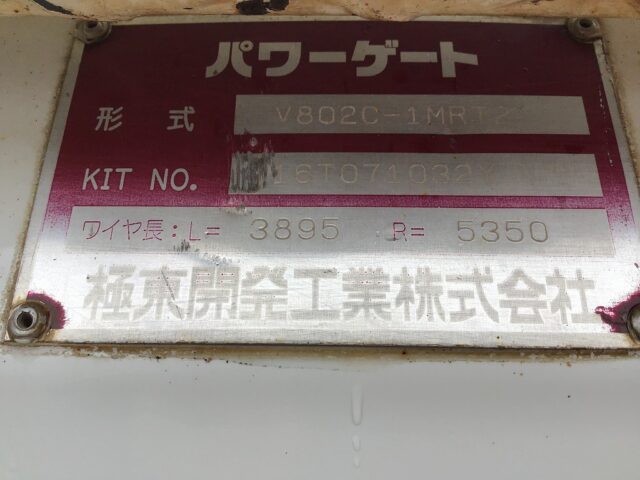 パワーゲート
形式 V802C-1MRT2
KIT NO. 16T071032
ワイヤ長:L= 3895 R= 5350
極東開発工業株式会社